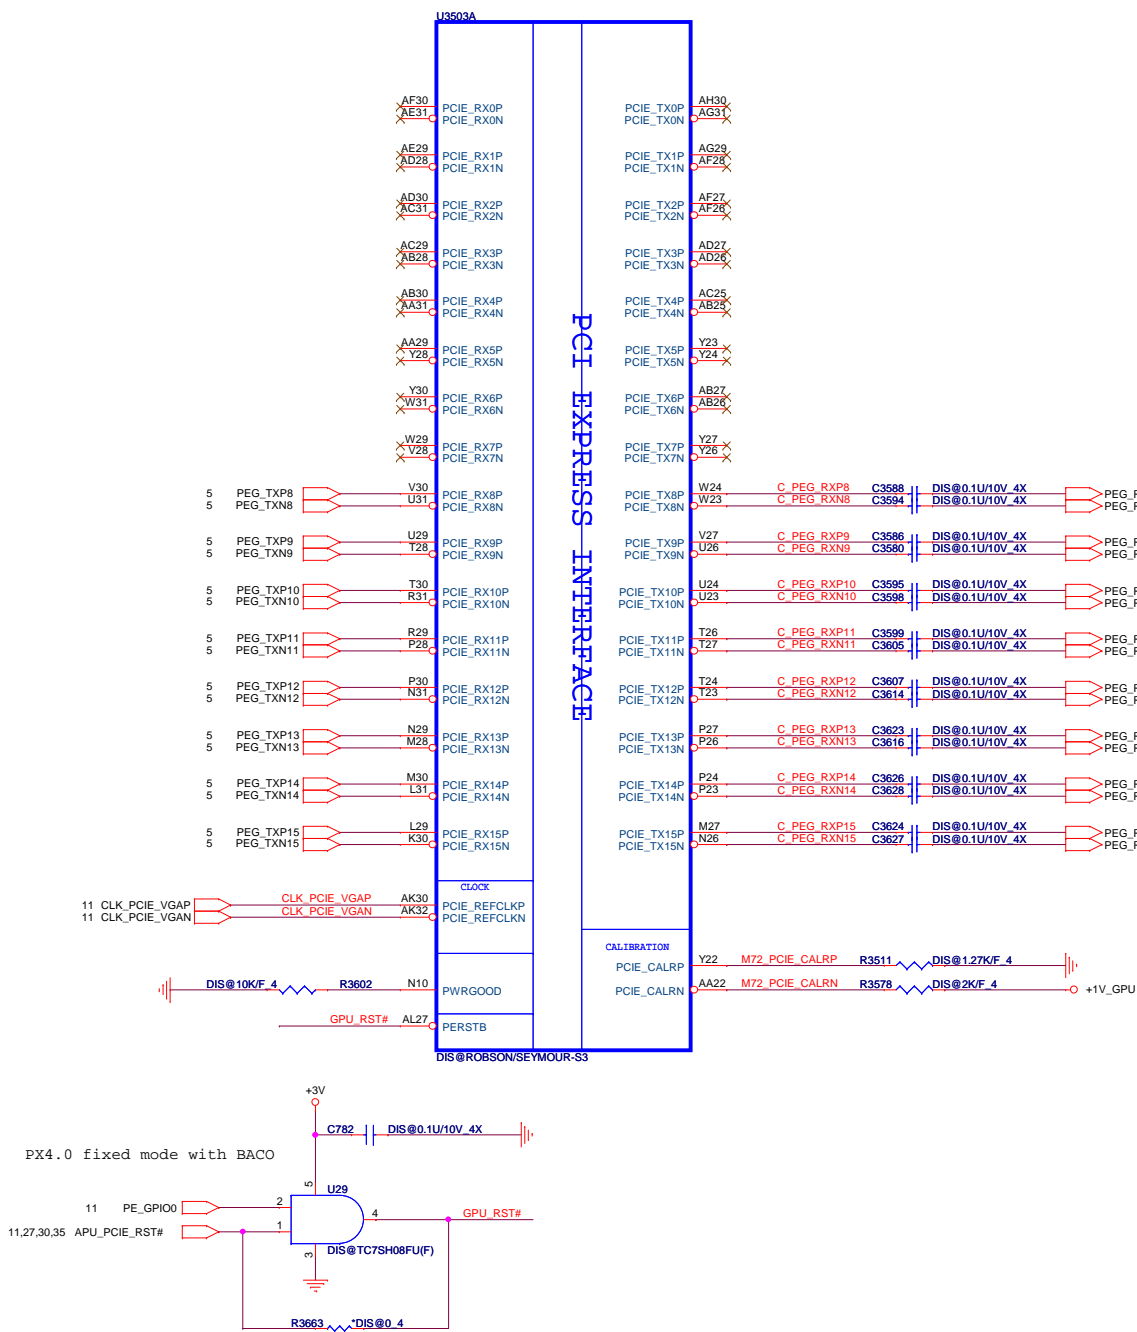 U3503A
AF30 PCIE_RX0P PCIE_TX0P AH30
AE31 PCIE_RX0N PCIE_TX0N AG31
AE29 PCIE_RX1P PCIE_TX1P AG29
AD28 PCIE_RX1N PCIE_TX1N AF28
AD30 PCIE_RX2P PCIE_TX2P AF27
AC31 PCIE_RX2N PCIE_TX2N AF26
AC29 PCIE_RX3P PCIE_TX3P AD27
AB28 PCIE_RX3N PCIE_TX3N AD26
AB30 PCIE_RX4P PCIE_TX4P AC25
AA31 PCIE_RX4N PCIE_TX4N AB25
AA29 PCIE_RX5P PCIE_TX5P Y23
Y28 PCIE_RX5N PCIE_TX5N Y24
Y30 PCIE_RX6P PCIE_TX6P AB27
W31 PCIE_RX6N PCIE_TX6N AB26
W29 PCIE_RX7P PCIE_TX7P Y27
V28 PCIE_RX7N PCIE_TX7N Y26
PCI EXPRESS INTERFACE
5 PEG_TXP8 V30 PCIE_RX8P PCIE_TX8P W24 C_PEG_RXP8 C3588 DIS@0.1U/10V_4X
5 PEG_TXN8 U31 PCIE_RX8N PCIE_TX8N W23 C_PEG_RXN8 C3594 DIS@0.1U/10V_4X
5 PEG_TXP9 U29 PCIE_RX9P PCIE_TX9P V27 C_PEG_RXP9 C3586 DIS@0.1U/10V_4X
5 PEG_TXN9 T28 PCIE_RX9N PCIE_TX9N U26 C_PEG_RXN9 C3580 DIS@0.1U/10V_4X
5 PEG_TXP10 T30 PCIE_RX10P PCIE_TX10P U24 C_PEG_RXP10 C3595 DIS@0.1U/10V_4X
5 PEG_TXN10 R31 PCIE_RX10N PCIE_TX10N U23 C_PEG_RXN10 C3598 DIS@0.1U/10V_4X
5 PEG_TXP11 R29 PCIE_RX11P PCIE_TX11P T26 C_PEG_RXP11 C3599 DIS@0.1U/10V_4X
5 PEG_TXN11 P28 PCIE_RX11N PCIE_TX11N T27 C_PEG_RXN11 C3605 DIS@0.1U/10V_4X
5 PEG_TXP12 P30 PCIE_RX12P PCIE_TX12P T24 C_PEG_RXP12 C3607 DIS@0.1U/10V_4X
5 PEG_TXN12 N31 PCIE_RX12N PCIE_TX12N T23 C_PEG_RXN12 C3614 DIS@0.1U/10V_4X
5 PEG_TXP13 N29 PCIE_RX13P PCIE_TX13P P27 C_PEG_RXP13 C3623 DIS@0.1U/10V_4X
5 PEG_TXN13 M28 PCIE_RX13N PCIE_TX13N P26 C_PEG_RXN13 C3616 DIS@0.1U/10V_4X
5 PEG_TXP14 M30 PCIE_RX14P PCIE_TX14P P24 C_PEG_RXP14 C3626 DIS@0.1U/10V_4X
5 PEG_TXN14 L31 PCIE_RX14N PCIE_TX14N P23 C_PEG_RXN14 C3628 DIS@0.1U/10V_4X
5 PEG_TXP15 L29 PCIE_RX15P PCIE_TX15P M27 C_PEG_RXP15 C3624 DIS@0.1U/10V_4X
5 PEG_TXN15 K30 PCIE_RX15N PCIE_TX15N N26 C_PEG_RXN15 C3627 DIS@0.1U/10V_4X
CLOCK
11 CLK_PCIE_VGAP CLK_PCIE_VGAP AK30 PCIE_REFCLKP
11 CLK_PCIE_VGAN CLK_PCIE_VGAN AK32 PCIE_REFCLKN
CALIBRATION
PCIE_CALRP Y22 M72_PCIE_CALRP R3511 DIS@1.27K/F_4
DIS@10K/F_4 R3602 N10 PWRGOOD PCIE_CALRN AA22 M72_PCIE_CALRN R3578 DIS@2K/F_4 +1V_GPU
GPU_RST# AL27 PERSTB
DIS@ROBSON/SEYMOUR-S3
+3V
C782 DIS@0.1U/10V_4X
PX4.0 fixed mode with BACO
5 U29
11 PE_GPIO0 2
4 GPU_RST#
11,27,30,35 APU_PCIE_RST# 1
3 DIS@TC7SH08FU(F)
R3663 *DIS@0_4